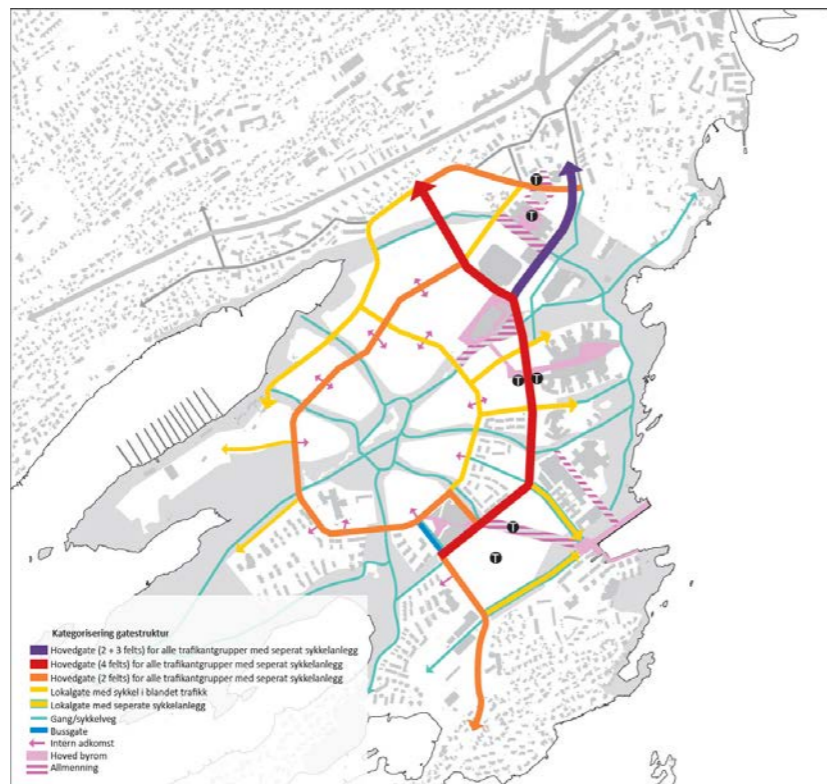 T
T
T
T
T
T
Kategorisering gatestruktur
Hovedgate (2 + 3 felts) for alle trafikantgrupper med seperat sykkelanlegg
Hovedgate (4 felts) for alle trafikantgrupper med seperat sykkelanlegg
Hovedgate (2 felts) for alle trafikantgrupper med seperat sykkelanlegg
Lokalgate med sykkel i blandet trafikk
Lokalgate med seperate sykkelanlegg
Gang/sykkelveg
Bussgate
Intern adkomst
Hoved byrom
Allmenning